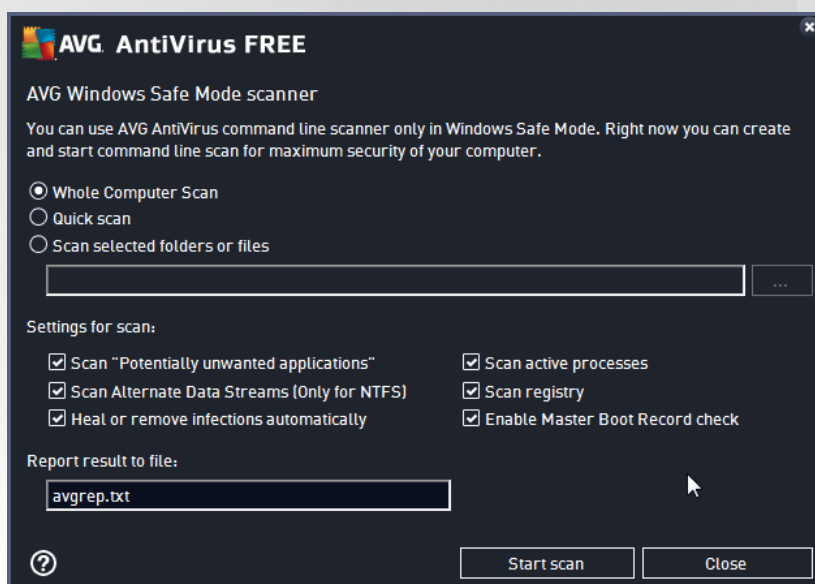 AVG. AntiVirus FREE
AVG Windows Safe Mode scanner
You can use AVG AntiVirus command line scanner only in Windows Safe Mode. Right now you can create
and start command line scan for maximum security of your computer.
Whole Computer Scan
Quick scan
Scan selected folders or files
...
Settings for scan:
Scan "Potentially unwanted applications"
Scan active processes
Scan Alternate Data Streams (Only for NTFS)
Scan registry
Heal or remove infections automatically
Enable Master Boot Record check
Report result to file:
avgrep.txt
?
Start scan
Close